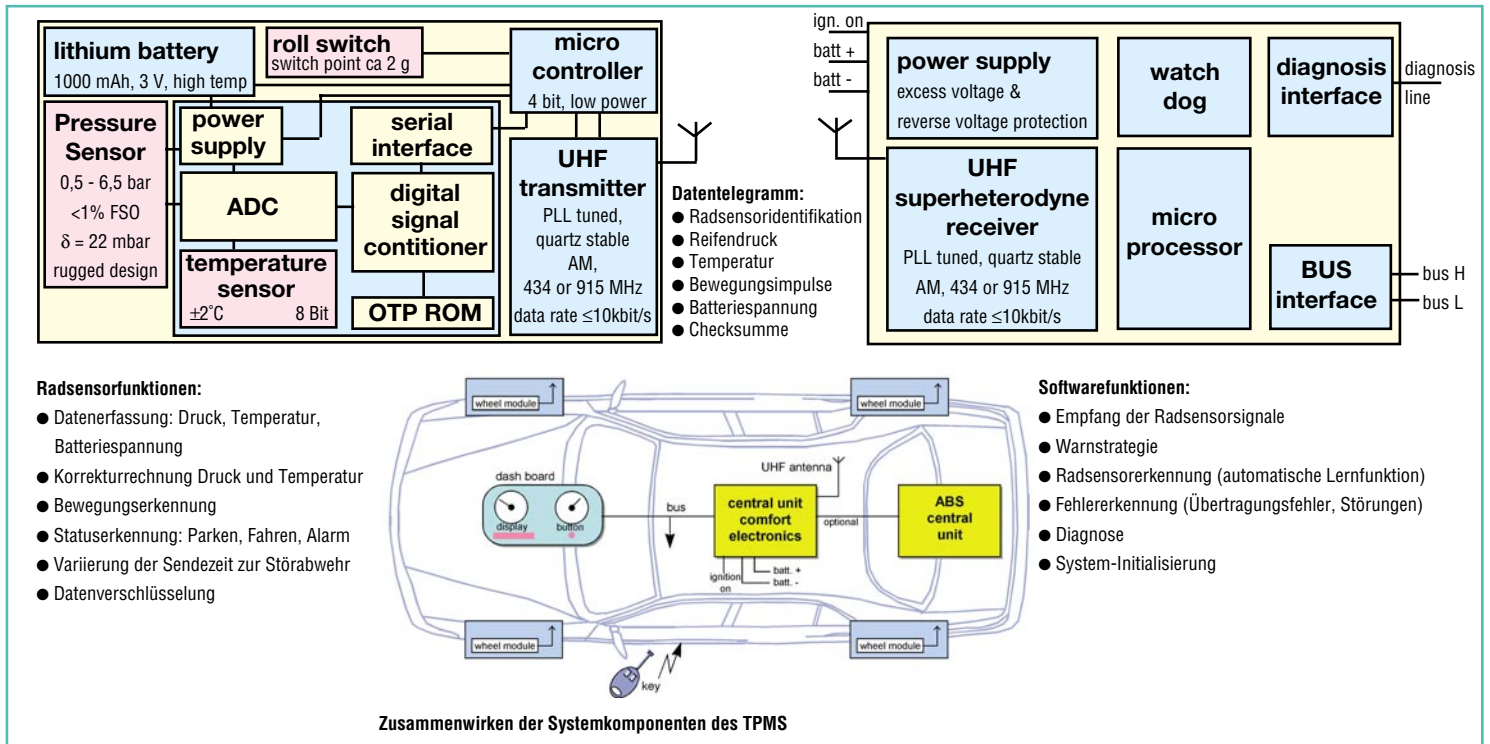 lithium battery
1000 mAh, 3 V, high temp
roll switch
switch point ca 2 g
micro
controller
4 bit, low power
Pressure
Sensor
0,5 - 6,5 bar
<1% FSO
δ = 22 mbar
rugged design
power
supply
serial
interface
ADC
digital
signal
contitioner
temperature
sensor
±2°C 8 Bit
OTP ROM
UHF
transmitter
PLL tuned,
quartz stable
AM,
434 or 915 MHz
data rate ≤10kbit/s
Datentelegramm:
● Radsensoridentifikation
● Reifendruck
● Temperatur
● Bewegungsimpulse
● Batteriespannung
● Checksumme
ign. on
batt +
batt -
power supply
excess voltage &
reverse voltage protection
watch
dog
diagnosis
interface
diagnosis
line
UHF
superheterodyne
receiver
PLL tuned, quartz stable
AM, 434 or 915 MHz
data rate ≤10kbit/s
micro
processor
BUS
interface
bus H
bus L
Radsensorfunktionen:
● Datenerfassung: Druck, Temperatur,
Batteriespannung
● Korrekturrechnung Druck und Temperatur
● Bewegungserkennung
● Statuserkennung: Parken, Fahren, Alarm
● Variierung der Sendezeit zur Störabwehr
● Datenverschlüsselung
wheel module
wheel module
dash board
display
button
bus
UHF antenna
central unit
comfort
electronics
optional
ABS
central
unit
ignition
on
batt. +
batt. -
wheel module
wheel module
key
Softwarefunktionen:
● Empfang der Radsensorsignale
● Warnstrategie
● Radsensorerkennung (automatische Lernfunktion)
● Fehlererkennung (Übertragungsfehler, Störungen)
● Diagnose
● System-Initialisierung
Zusammenwirken der Systemkomponenten des TPMS